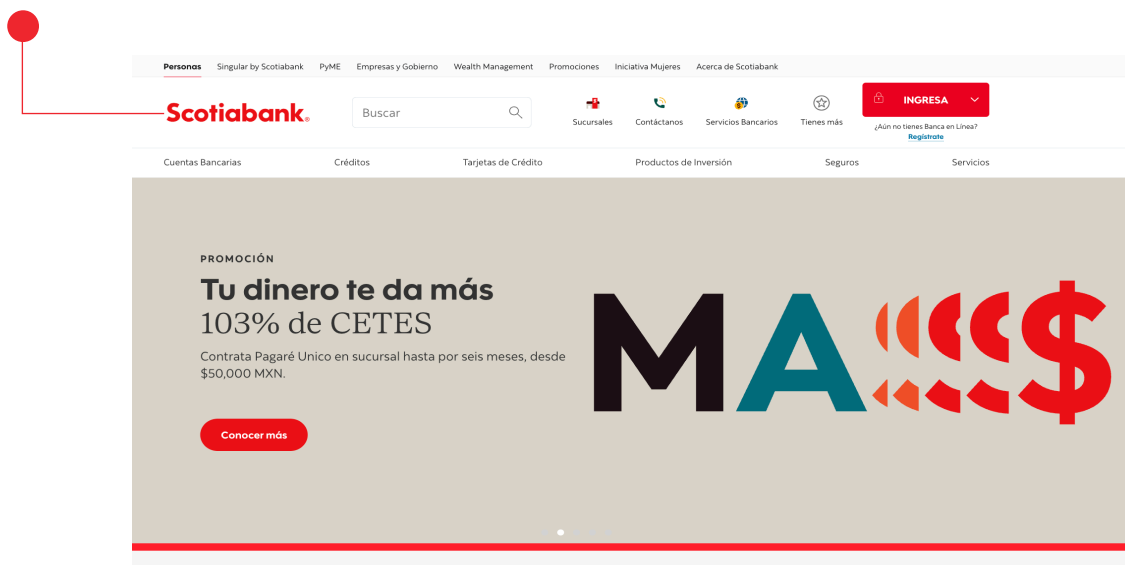 Personas Singular by Scotiabank PyME Empresas y Gobierno Wealth Management Promociones Iniciativa Mujeres Acerca de Scotiabank
Scotiabank®
Buscar
Sucursales Contáctanos Servicios Bancarios Tienes más
INGRESA
¿Aún no tienes Banca en Línea?
Regístrate
Cuentas Bancarias Créditos Tarjetas de Crédito Productos de Inversión Seguros Servicios
PROMOCIÓN
Tu dinero te da más
103% de CETES
Contrata Pagaré Unico en sucursal hasta por seis meses, desde
$50,000 MXN.
Conocer más
MA$